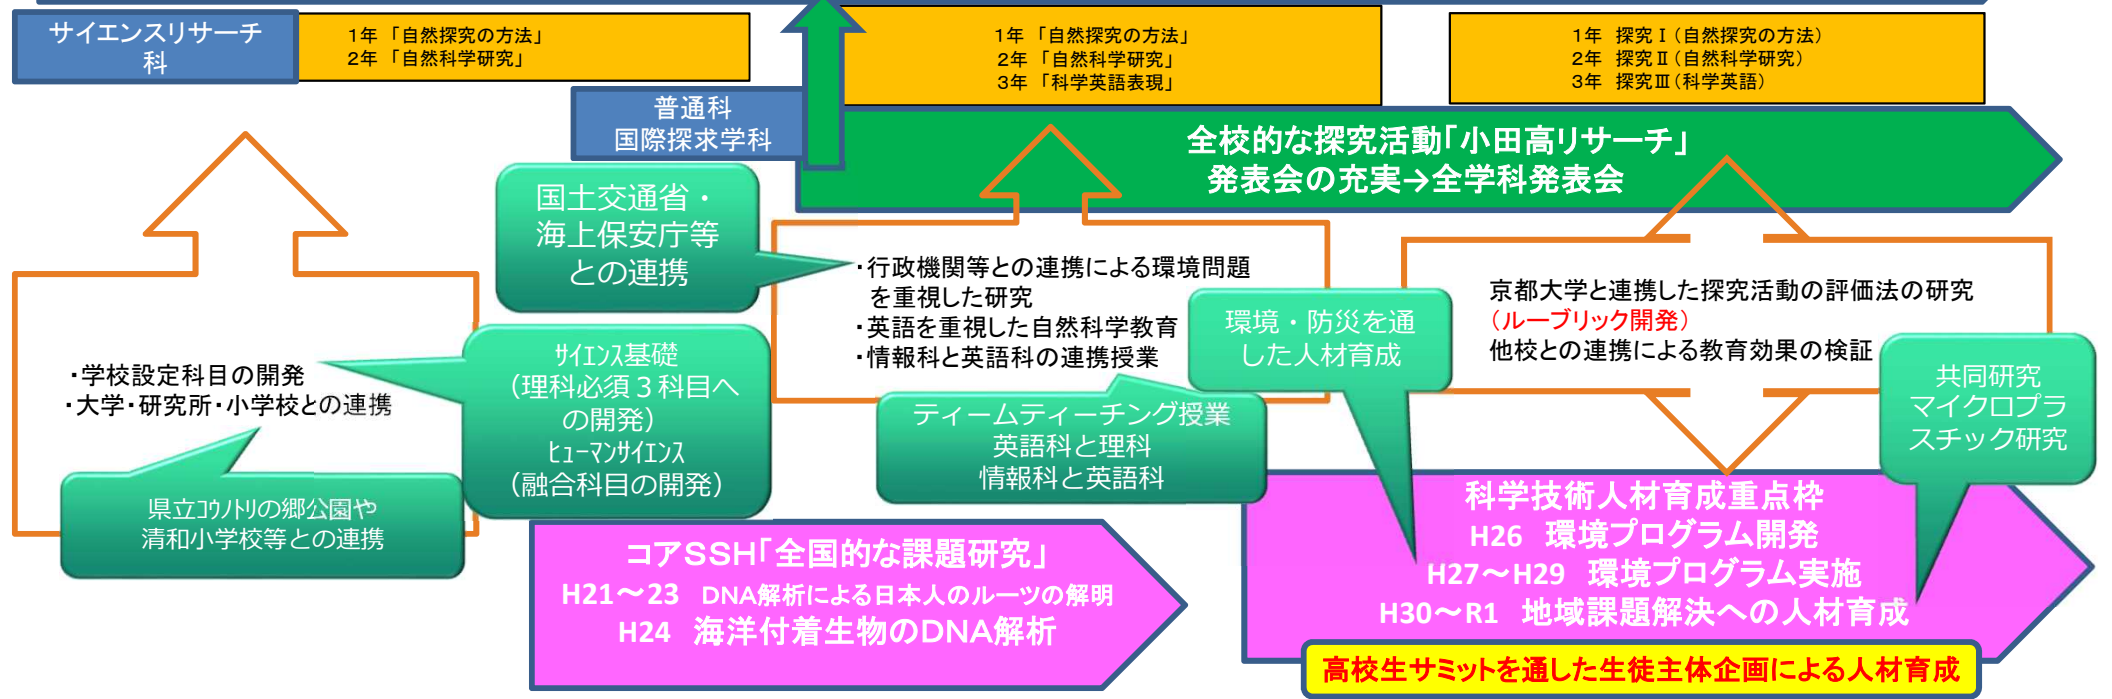 サイエンスリサーチ
科
1年 「自然探究の方法」
2年 「自然科学研究」
1年 「自然探究の方法」
2年 「自然科学研究」
3年 「科学英語表現」
1年 探究Ⅰ(自然探究の方法)
2年 探究Ⅱ(自然科学研究)
3年 探究Ⅲ(科学英語)
普通科
国際探求学科
全校的な探究活動「小田高リサーチ」
発表会の充実→全学科発表会
国土交通省・
海上保安庁等
との連携
・行政機関等との連携による環境問題
を重視した研究
・英語を重視した自然科学教育
・情報科と英語科の連携授業
環境・防災を通
した人材育成
京都大学と連携した探究活動の評価法の研究
(ルーブリック開発)
他校との連携による教育効果の検証
共同研究
マイクロプラ
スチック研究
・学校設定科目の開発
・大学・研究所・小学校との連携
ｻｲｴﾝｽ基礎
(理科必須3科目へ
の開発)
ﾋｭｰﾏﾝｻｲｴﾝｽ
(融合科目の開発)
ティームティーチング授業
英語科と理科
情報科と英語科
県立ｺｳﾉﾄﾘの郷公園や
清和小学校等との連携
コアSSH「全国的な課題研究」
H21～23 DNA解析による日本人のルーツの解明
H24 海洋付着生物のDNA解析
科学技術人材育成重点枠
H26 環境プログラム開発
H27～H29 環境プログラム実施
H30～R1 地域課題解決への人材育成
高校生サミットを通した生徒主体企画による人材育成